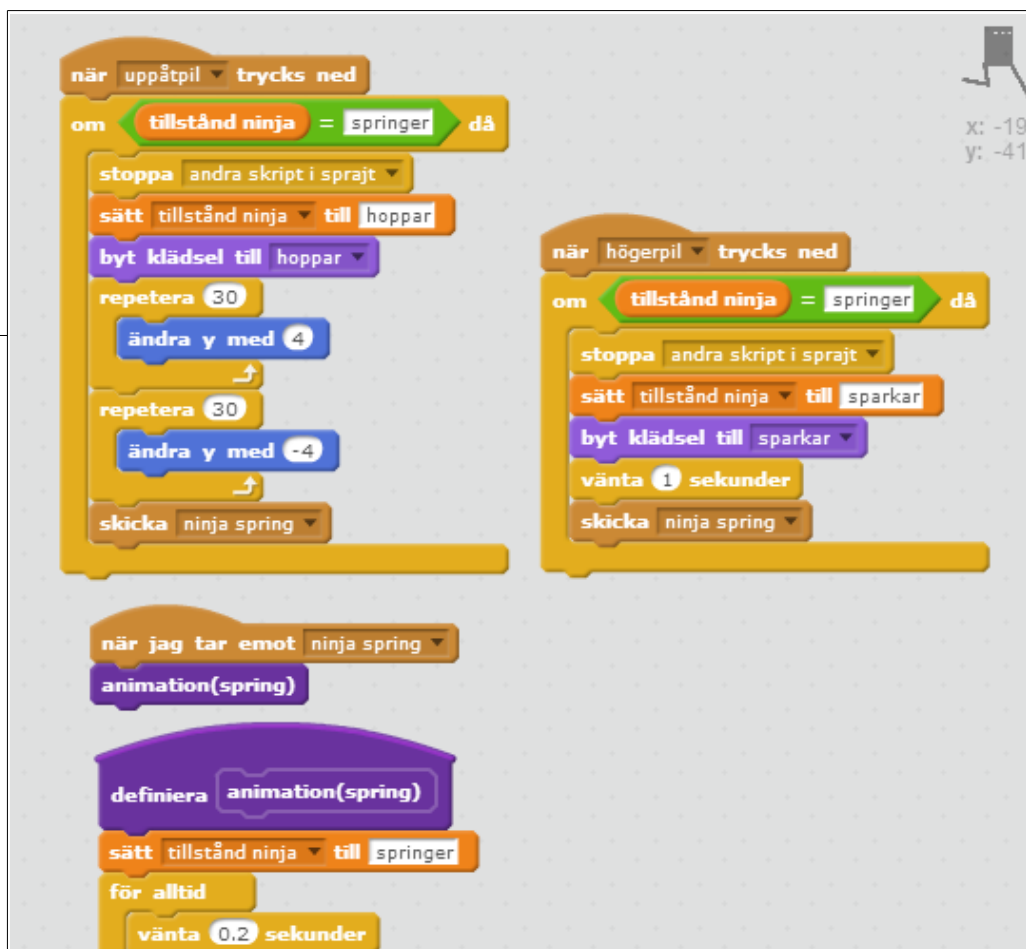 när uppåtpil trycks ned
om tillstånd ninja = springer då
stoppa andra skript i sprajt
sätt tillstånd ninja till hoppar
byt klädsel till hoppar
repetera 30
ändra y med 4
repetera 30
ändra y med -4
skicka ninja spring
x: -19
y: -41
när högerpil trycks ned
om tillstånd ninja = springer då
stoppa andra skript i sprajt
sätt tillstånd ninja till sparkar
byt klädsel till sparkar
vänta 1 sekunder
skicka ninja spring
när jag tar emot ninja spring
animation(spring)
definiera animation(spring)
sätt tillstånd ninja till springer
för alltid
vänta 0.2 sekunder